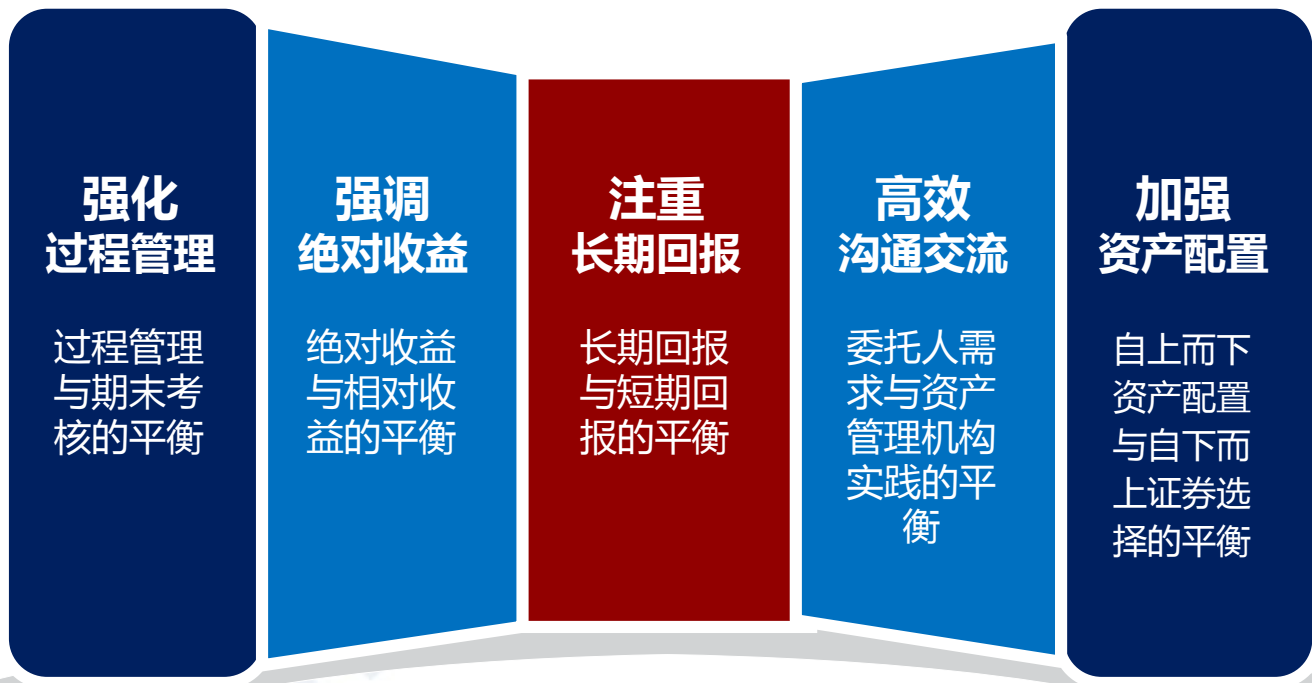 强化
过程管理
过程管理
与期末考
核的平衡
强调
绝对收益
绝对收益
与相对收
益的平衡
注重
长期回报
长期回报
与短期回
报的平衡
高效
沟通交流
委托人需
求与资产
管理机构
实践的平
衡
加强
资产配置
自上而下
资产配置
与自下而
上证券选
择的平衡